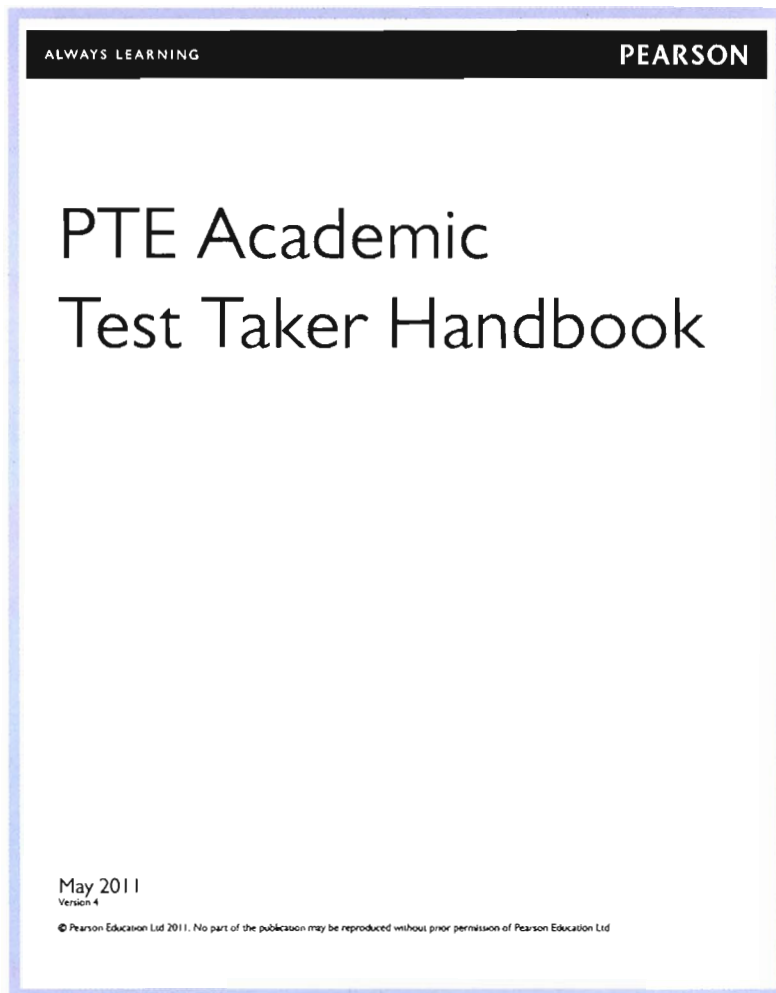 ALWAYS LEARNING PEARSON
PTE Academic
Test Taker Handbook
May 2011
Version 4
© Pearson Education Ltd 2011. No part of the publication may be reproduced without prior permission of Pearson Education Ltd